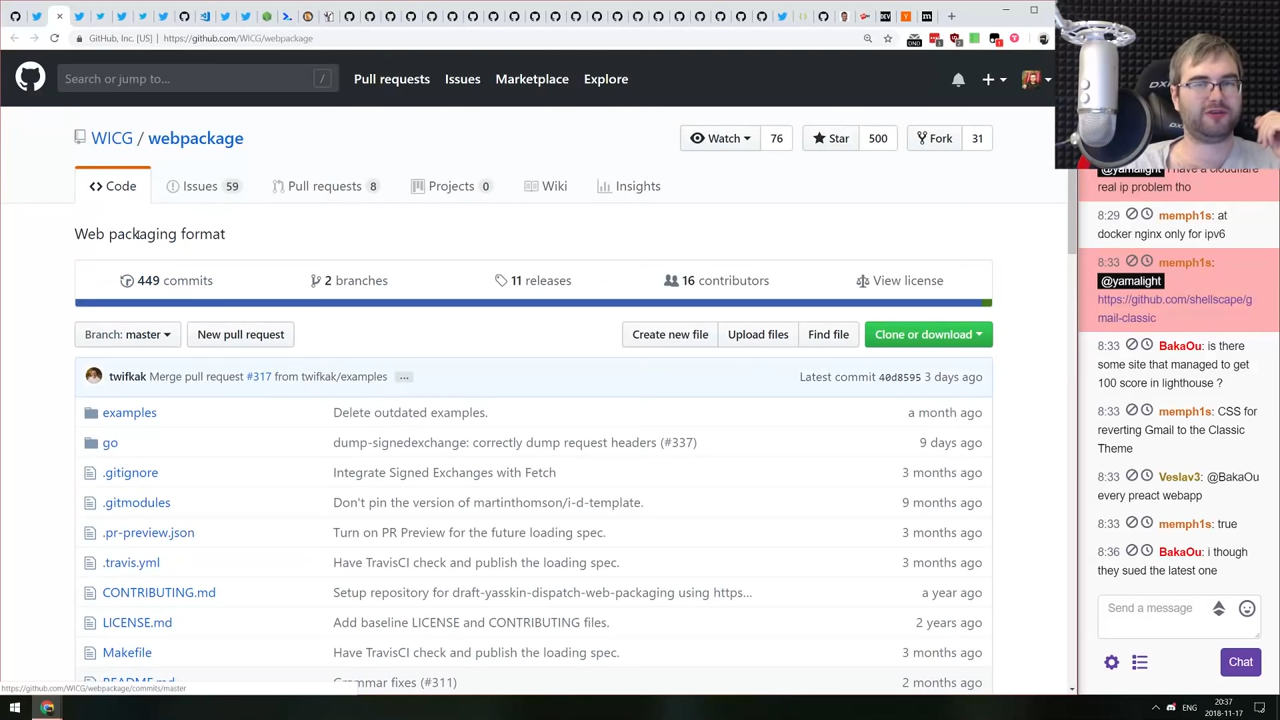 GitHub, Inc. [US] | https://github.com/WICG/webpackage
Search or jump to... /
Pull requests Issues Marketplace Explore
WICG / webpackage
Watch 76 Star 500 Fork 31
Code Issues 59 Pull requests 8 Projects 0 Wiki Insights
Web packaging format
449 commits 2 branches 11 releases 16 contributors View license
Branch: master New pull request Create new file Upload files Find file Clone or download
twifkak Merge pull request #317 from twifkak/examples ... Latest commit 40d8595 3 days ago
examples Delete outdated examples. a month ago
go dump-signedexchange: correctly dump request headers (#337) 9 days ago
.gitignore Integrate Signed Exchanges with Fetch 3 months ago
.gitmodules Don't pin the version of martinthomson/i-d-template. 9 months ago
.pr-preview.json Turn on PR Preview for the future loading spec. 3 months ago
.travis.yml Have TravisCI check and publish the loading spec. 3 months ago
CONTRIBUTING.md Setup repository for draft-yasskin-dispatch-web-packaging using https... a year ago
LICENSE.md Add baseline LICENSE and CONTRIBUTING files. 2 years ago
Makefile Have TravisCI check and publish the loading spec. 3 months ago
README.md Grammar fixes (#311) 2 months ago
https://github.com/WICG/webpackage/commits/master
@yamalight i have a cloudflare
real ip problem tho
8:29 memph1s: at
docker nginx only for ipv6
8:33 memph1s:
@yamalight
https://github.com/shellscape/g
mail-classic
8:33 BakaOu: is there
some site that managed to get
100 score in lighthouse ?
8:33 memph1s: CSS for
reverting Gmail to the Classic
Theme
8:33 Veslav3: @BakaOu
every preact webapp
8:33 memph1s: true
8:36 BakaOu: i though
they sued the latest one
Send a message
Chat
ENG
20:37
2018-11-17